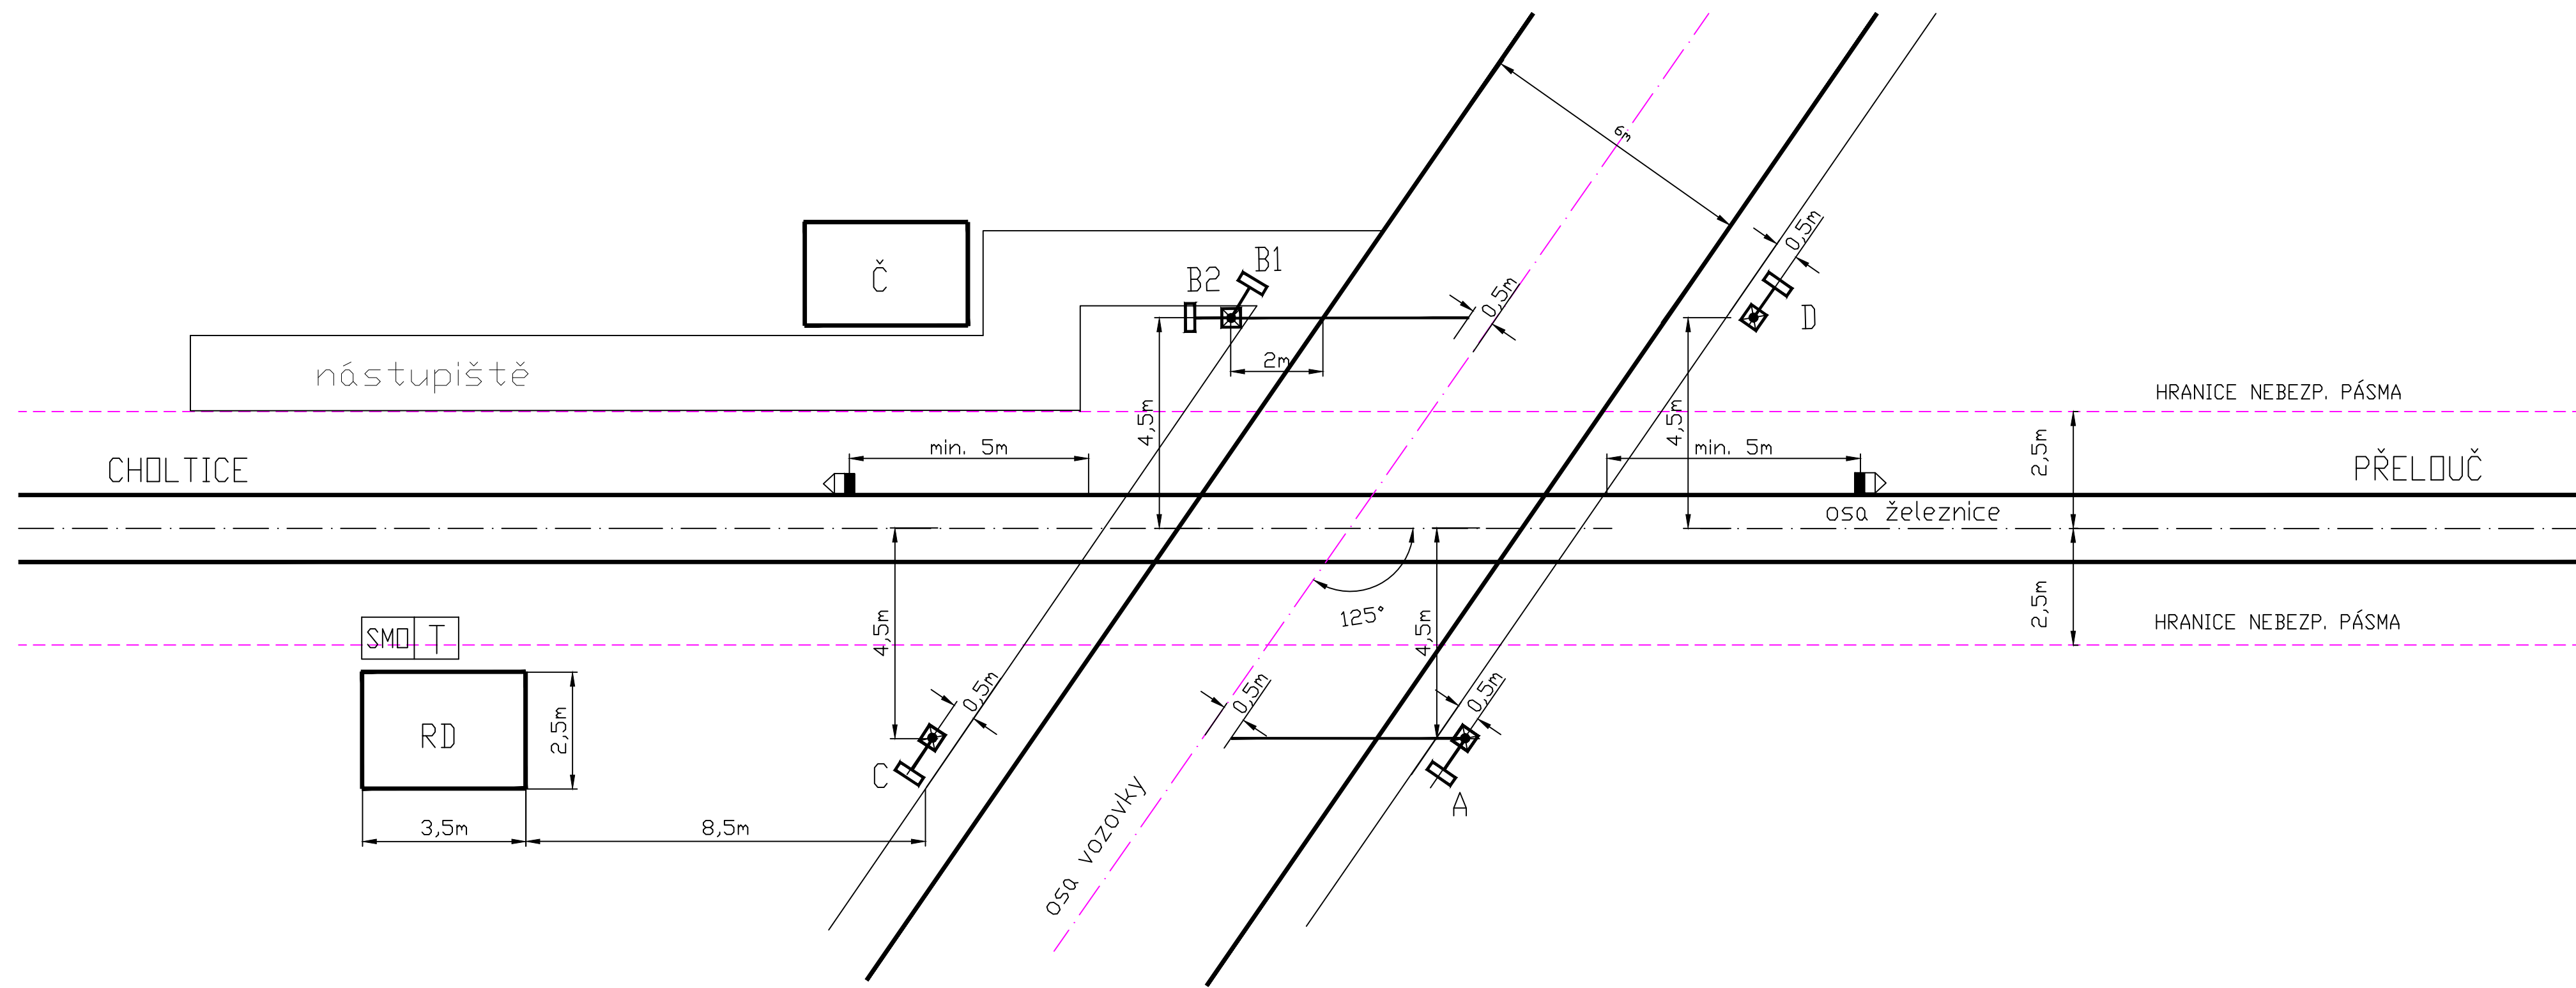 6m
0,5m
B1
B2
Č
0,5m
D
2m
nástupiště
HRANICE NEBEZP. PÁSMA
4,5m
4,5m
min. 5m
min. 5m
2,5m
CHOLTICE
PŘELOUČ
osa železnice
125°
2,5m
4,5m
4,5m
SMO T
HRANICE NEBEZP. PÁSMA
0,5m
0,5m
0,5m
RD
2,5m
C
A
3,5m
8,5m
osa vozovky